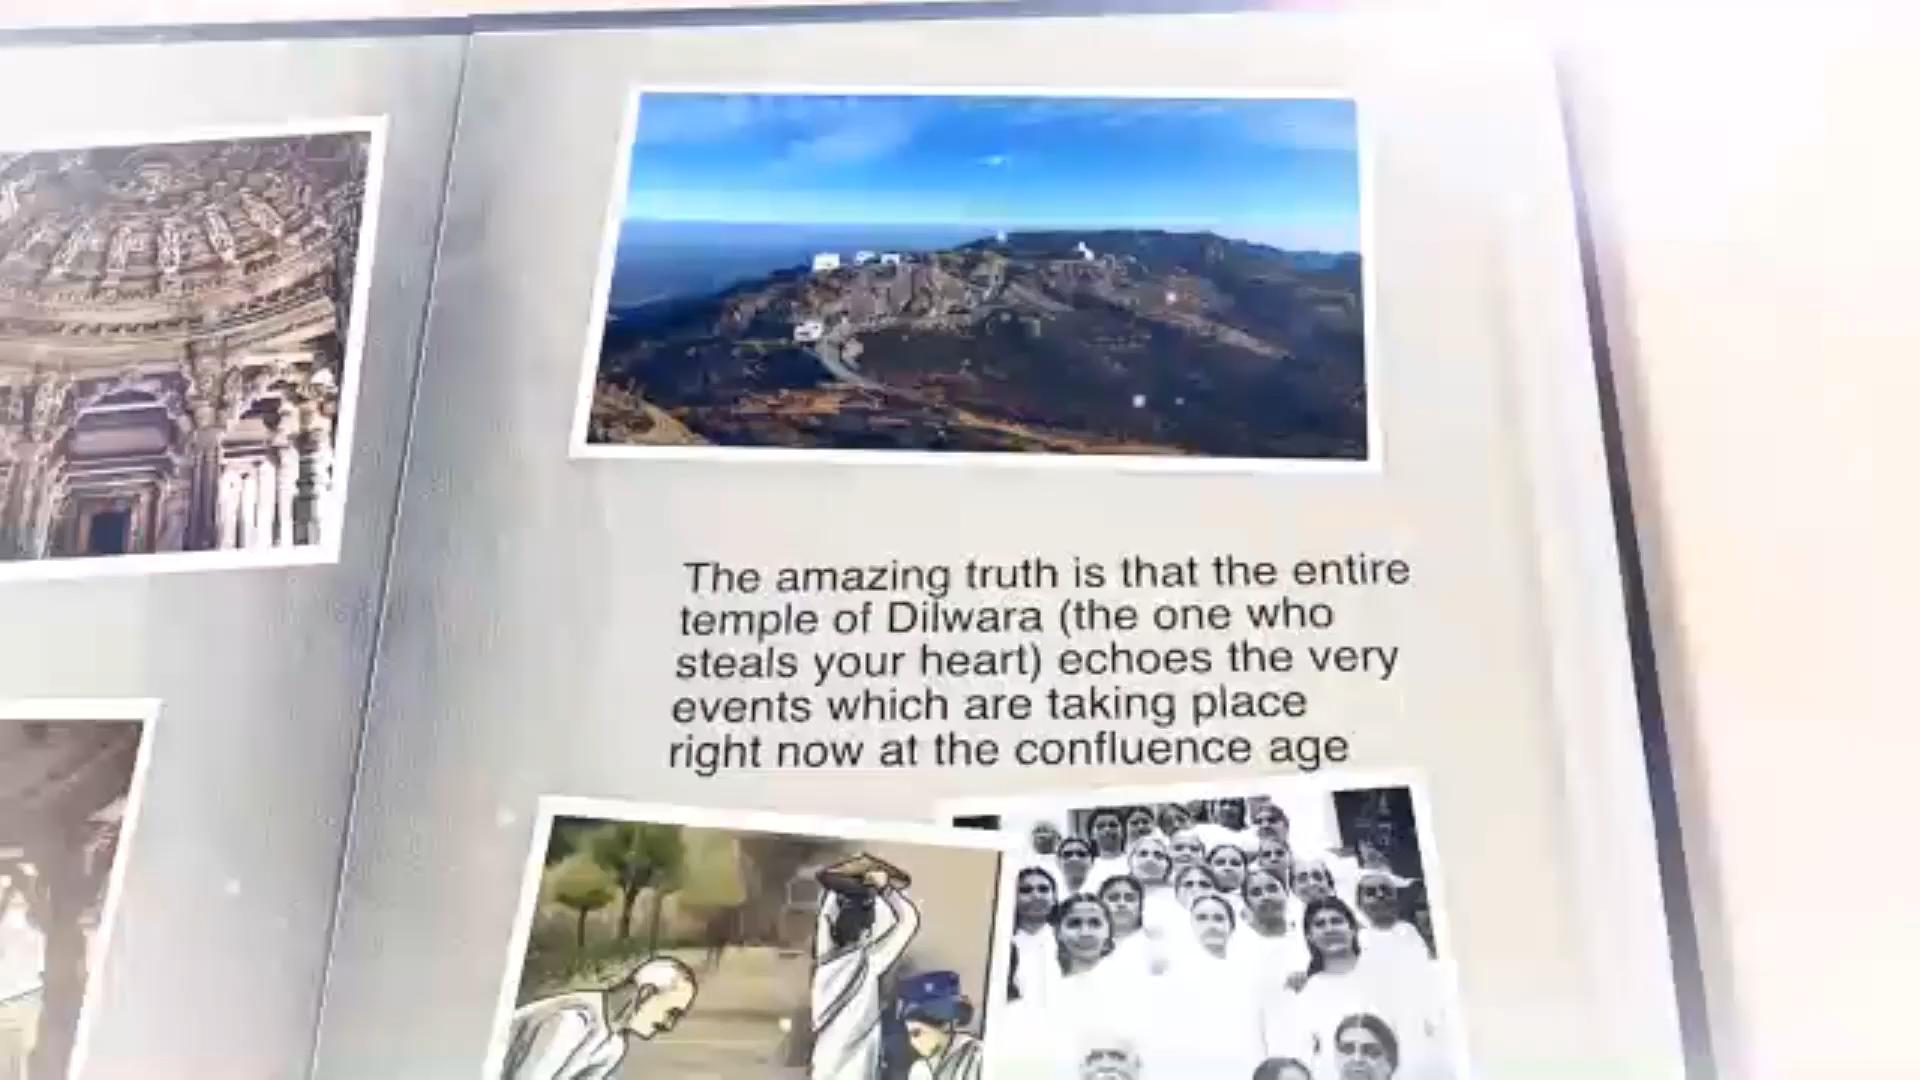 The amazing truth is that the entire
temple of Dilwara (the one who
steals your heart) echoes the very
events which are taking place
right now at the confluence age